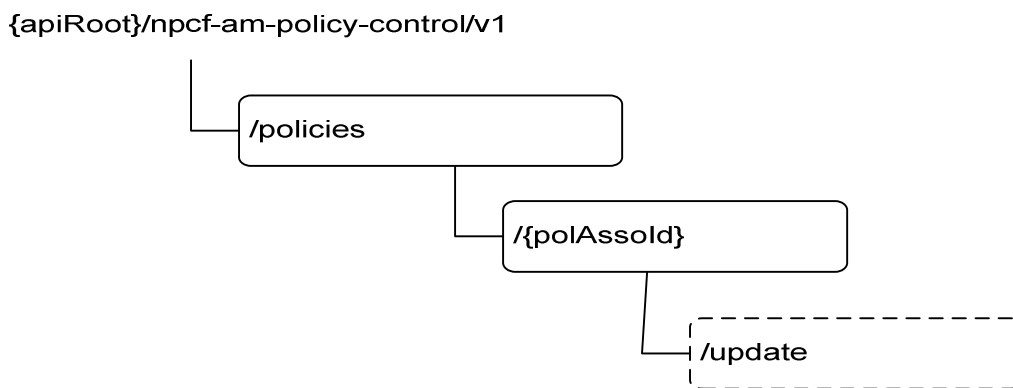 {apiRoot}/npcf-am-policy-control/v1
/policies
/{polAssoId}
/update